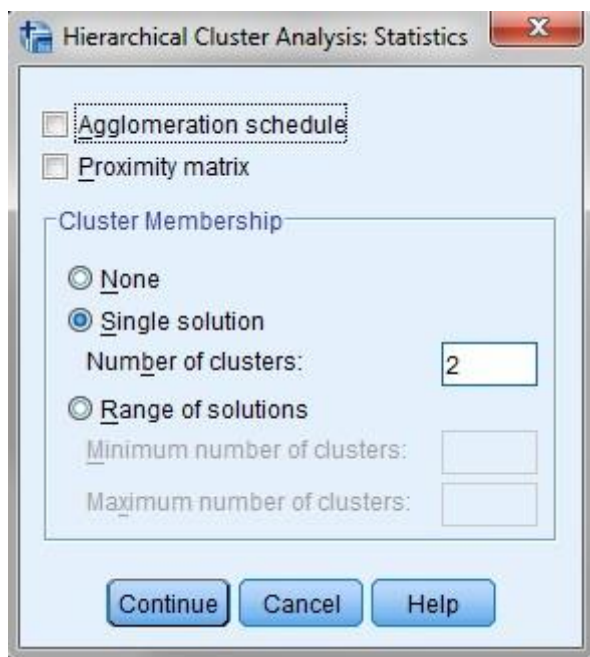 Hierarchical Cluster Analysis: Statistics
Agglomeration schedule
Proximity matrix
Cluster Membership
None
Single solution
Number of clusters: 2
Range of solutions
Minimum number of clusters:
Maximum number of clusters:
Continue Cancel Help